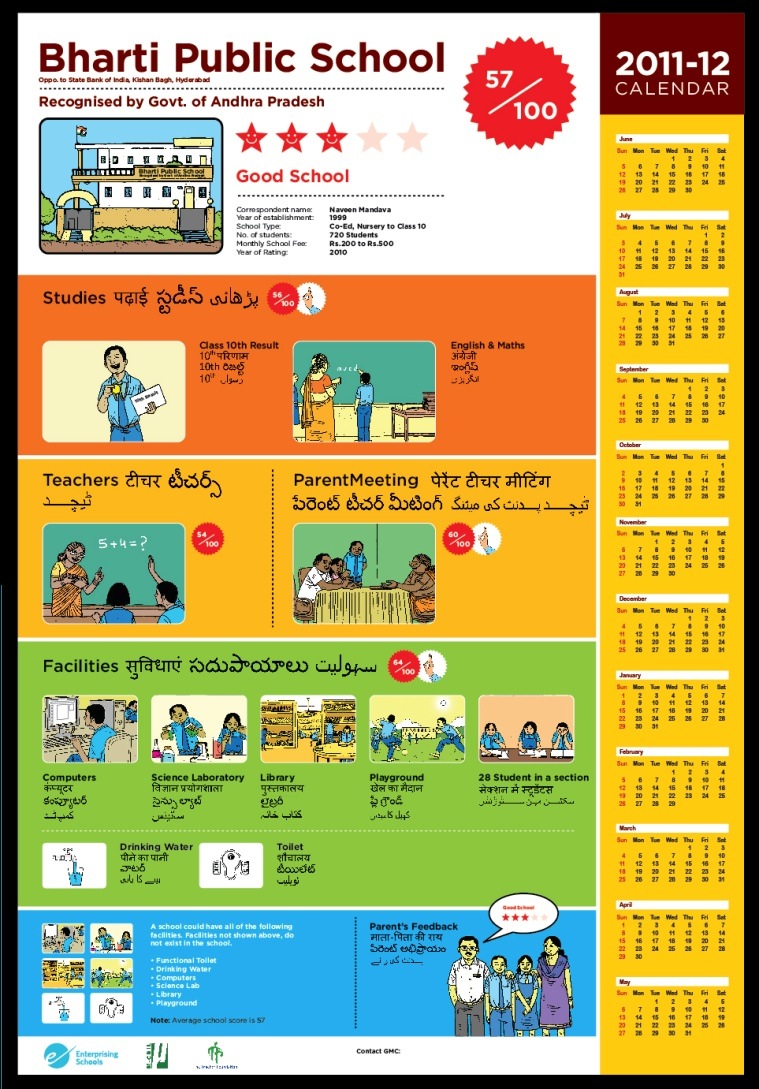 Bharti Public School
Oppo. to State Bank of India, Kishan Bagh, Hyderabad
Recognised by Govt. of Andhra Pradesh
57/100
Good School
Bharti Public School
Correspondent name: Naveen Mandava
Year of establishment: 1999
School Type: Co-Ed, Nursery to Class 10
No. of students: 720 Students
Monthly School Fee: Rs.200 to Rs.500
Year of Rating: 2010
Studies पढ़ाई స్టడీస్ پڑھائی 56/100
Class 10th Result
10th परिणाम
10th రిజల్ట్
English & Maths
अंग्रेजी
ఇంగ్లీష్
انگریزی
Teachers टीचर టీచర్స్
54/100
5+4=?
ParentMeeting पेरेंट टीचर मीटिंग
పేరెంట్ టీచర్ మీటింగ్
60/100
Facilities सुविधाएं సదుపాయాలు سہولیت 64/100
Computers
कंप्यूटर
కంప్యూటర్
Science Laboratory
विज्ञान प्रयोगशाला
సైన్సు ల్యాబ్
Library
पुस्तकालय
లైబ్రరీ
کتاب خانہ
Playground
खेल का मैदान
ప్లే గ్రౌండ్
28 Student in a section
सेक्शन में स्टूडेंटस
Drinking Water
पीने का पानी
వాటర్
Toilet
शौचालय
టీయిలేట్
A school could have all of the following
facilities. Facilities not shown above, do
not exist in the school.
• Functional Toilet
• Drinking Water
• Computers
• Science Lab
• Library
• Playground
Note: Average school score is 57
Parent's Feedback
माता-पिता की राय
పేరెంట్ అభిప్రాయం
Good School
Enterprising
Schools
Contact GMC:
2011-12
CALENDAR
June
Sun Mon Tue Wed Thu Fri Sat
1 2 3 4
5 6 7 8 9 10 11
12 13 14 15 16 17 18
19 20 21 22 23 24 25
26 27 28 29 30
July
Sun Mon Tue Wed Thu Fri Sat
1 2
3 4 5 6 7 8 9
10 11 12 13 14 15 16
17 18 19 20 21 22 23
24 25 26 27 28 29 30
31
August
Sun Mon Tue Wed Thu Fri Sat
1 2 3 4 5 6
7 8 9 10 11 12 13
14 15 16 17 18 19 20
21 22 23 24 25 26 27
28 29 30 31
September
Sun Mon Tue Wed Thu Fri Sat
1 2 3
4 5 6 7 8 9 10
11 12 13 14 15 16 17
18 19 20 21 22 23 24
25 26 27 28 29 30
October
Sun Mon Tue Wed Thu Fri Sat
1
2 3 4 5 6 7 8
9 10 11 12 13 14 15
16 17 18 19 20 21 22
23 24 25 26 27 28 29
30 31
November
Sun Mon Tue Wed Thu Fri Sat
1 2 3 4 5
6 7 8 9 10 11 12
13 14 15 16 17 18 19
20 21 22 23 24 25 26
27 28 29 30
December
Sun Mon Tue Wed Thu Fri Sat
1 2 3
4 5 6 7 8 9 10
11 12 13 14 15 16 17
18 19 20 21 22 23 24
25 26 27 28 29 30 31
January
Sun Mon Tue Wed Thu Fri Sat
1 2 3 4 5 6 7
8 9 10 11 12 13 14
15 16 17 18 19 20 21
22 23 24 25 26 27 28
29 30 31
February
Sun Mon Tue Wed Thu Fri Sat
1 2 3 4
5 6 7 8 9 10 11
12 13 14 15 16 17 18
19 20 21 22 23 24 25
26 27 28 29
March
Sun Mon Tue Wed Thu Fri Sat
1 2 3
4 5 6 7 8 9 10
11 12 13 14 15 16 17
18 19 20 21 22 23 24
25 26 27 28 29 30 31
April
Sun Mon Tue Wed Thu Fri Sat
1 2 3 4 5 6 7
8 9 10 11 12 13 14
15 16 17 18 19 20 21
22 23 24 25 26 27 28
29 30
May
Sun Mon Tue Wed Thu Fri Sat
1 2 3 4 5
6 7 8 9 10 11 12
13 14 15 16 17 18 19
20 21 22 23 24 25 26
27 28 29 30 31